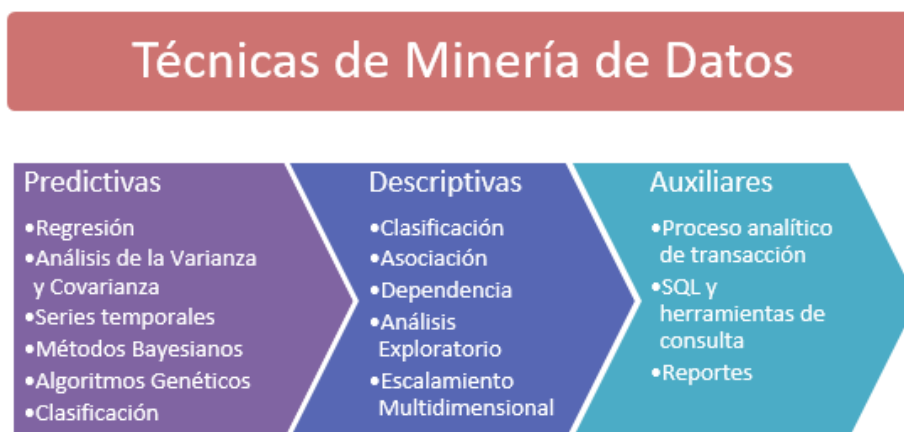 Técnicas de Minería de Datos
Predictivas
•Regresión
•Análisis de la Varianza
y Covarianza
•Series temporales
•Métodos Bayesianos
•Algoritmos Genéticos
•Clasificación
Descriptivas
•Clasificación
•Asociación
•Dependencia
•Análisis
Exploratorio
•Escalamiento
Multidimensional
Auxiliares
•Proceso analítico
de transacción
•SQL y
herramientas de
consulta
•Reportes